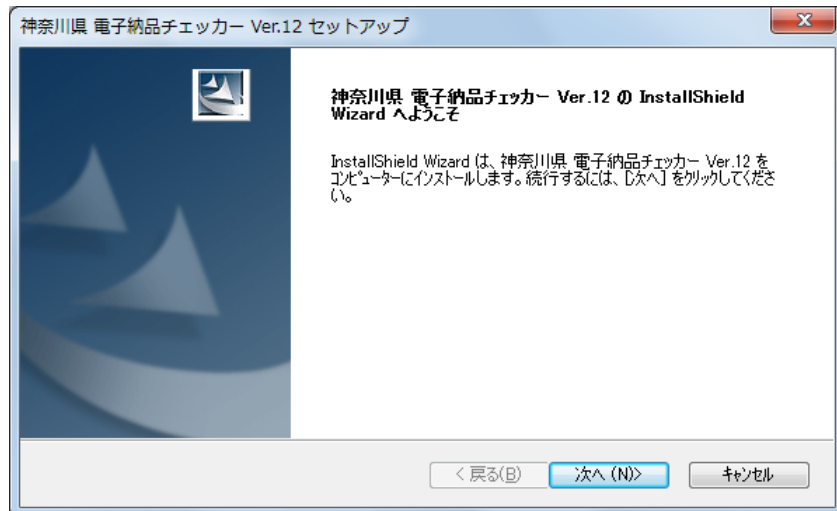 神奈川県 電子納品チェッカー Ver.12 セットアップ
神奈川県 電子納品チェッカー Ver.12 の InstallShield
Wizard へようこそ
InstallShield Wizard は、神奈川県 電子納品チェッカー Ver.12 を
コンピューターにインストールします。続行するには、[次へ] をクリックしてくださ
い。
< 戻る(B)
次へ (N)>
キャンセル